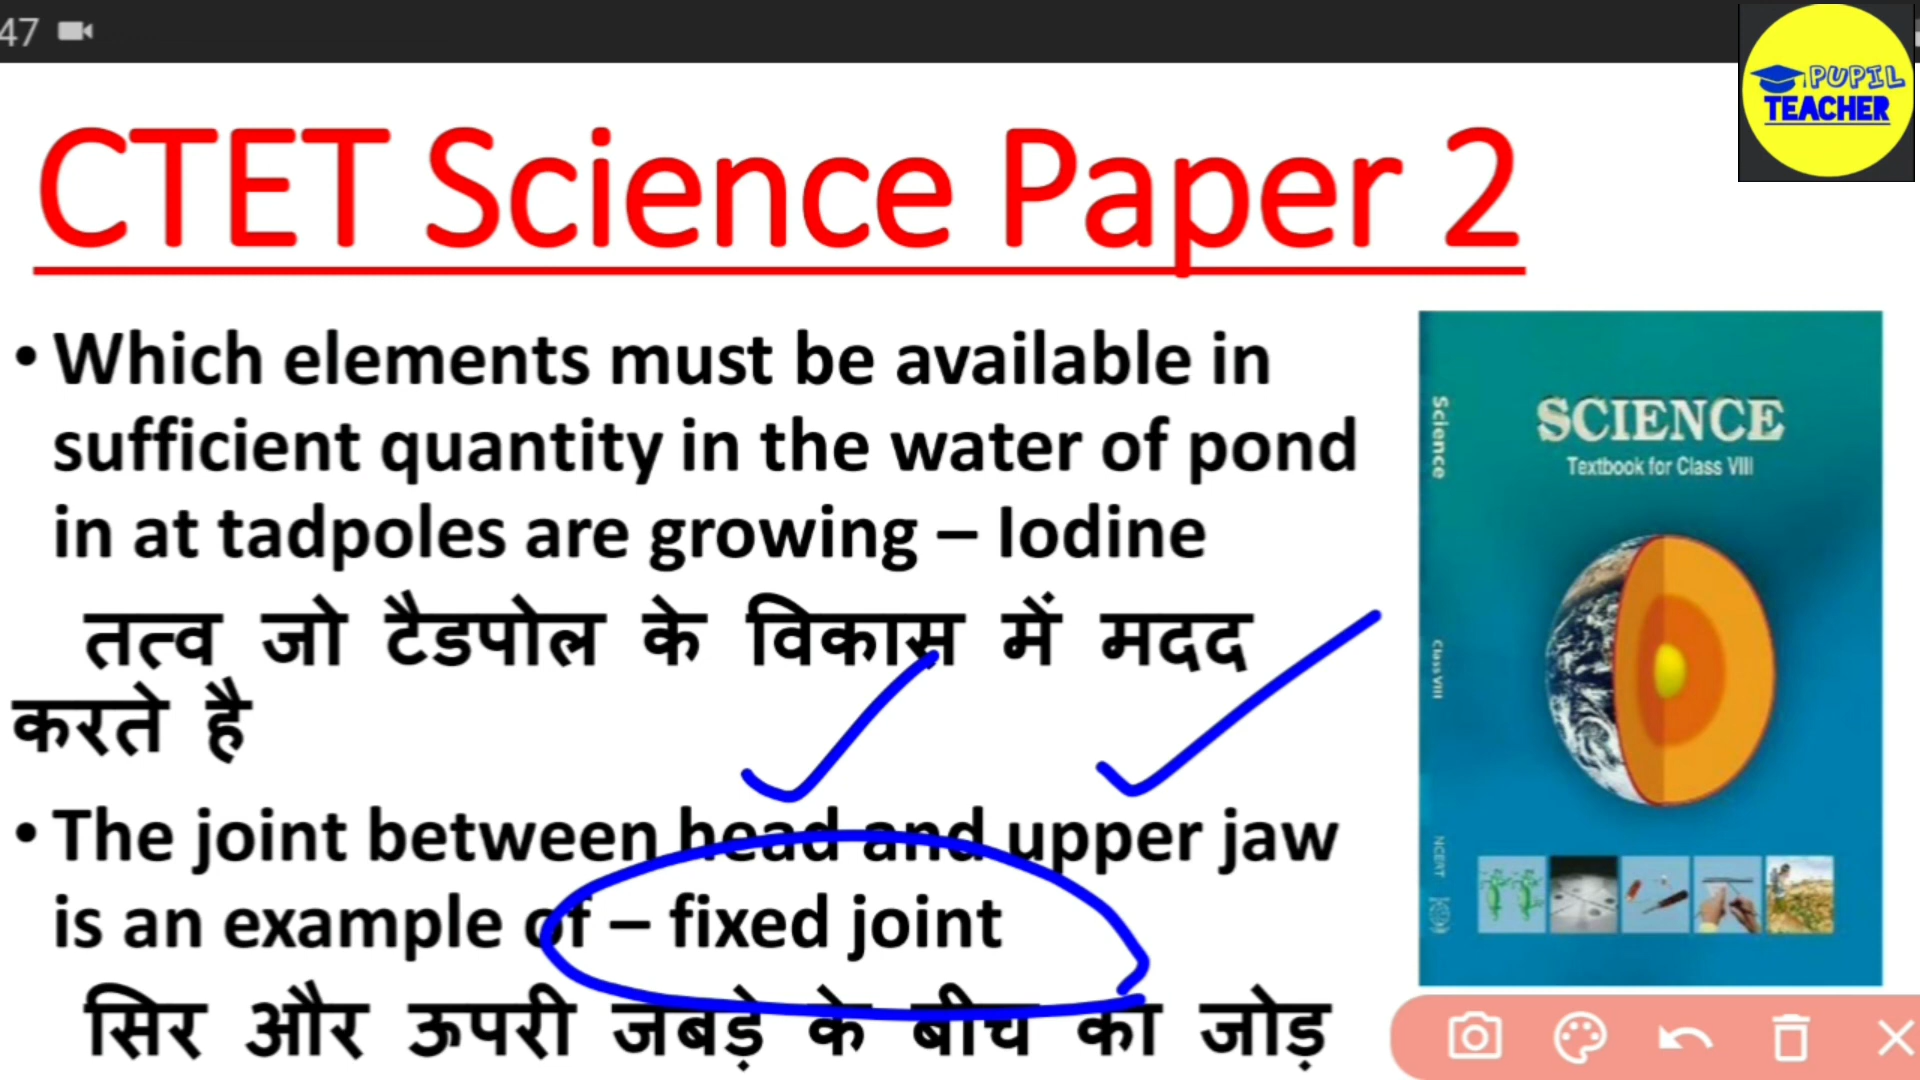 47
PUPIL
TEACHER
CTET Science Paper 2
• Which elements must be available in
sufficient quantity in the water of pond
in at tadpoles are growing – Iodine
तत्व जो टैडपोल के विकास में मदद
करते है
• The joint between head and upper jaw
is an example of – fixed joint
सिर और ऊपरी जबड़े के बीच का जोड़
Science
Class VIII
NCERT
SCIENCE
Textbook for Class VIII